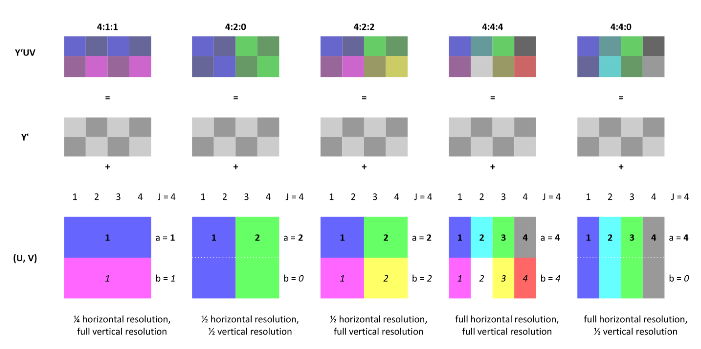 4:1:1 4:2:0 4:2:2 4:4:4 4:4:0
Y'UV
= = = = =
Y'
+ + + + +
1 2 3 4 J = 4 1 2 3 4 J = 4 1 2 3 4 J = 4 1 2 3 4 J = 4 1 2 3 4 J = 4
1 a = 1 1 2 a = 2 1 2 a = 2 1 2 3 4 a = 4 1 2 3 4 a = 4
(U, V)
1 b = 1 b = 0 1 2 b = 2 1 2 3 4 b = 4 b = 0
¼ horizontal resolution, ½ horizontal resolution, ½ horizontal resolution, full horizontal resolution, full horizontal resolution,
full vertical resolution ½ vertical resolution full vertical resolution full vertical resolution ½ vertical resolution